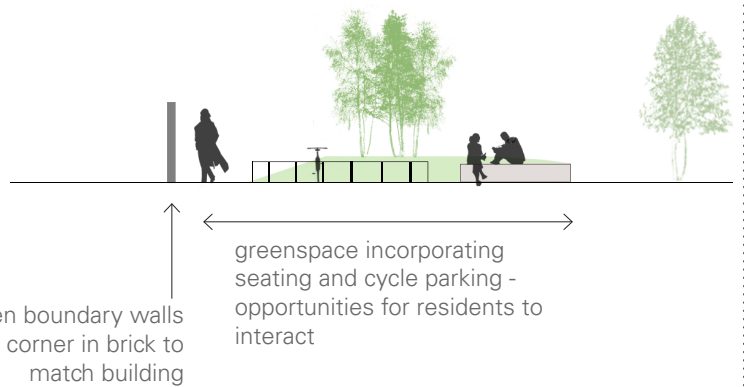 greenspace incorporating
seating and cycle parking -
opportunities for residents to
interact
boundary walls
corner in brick to
match building